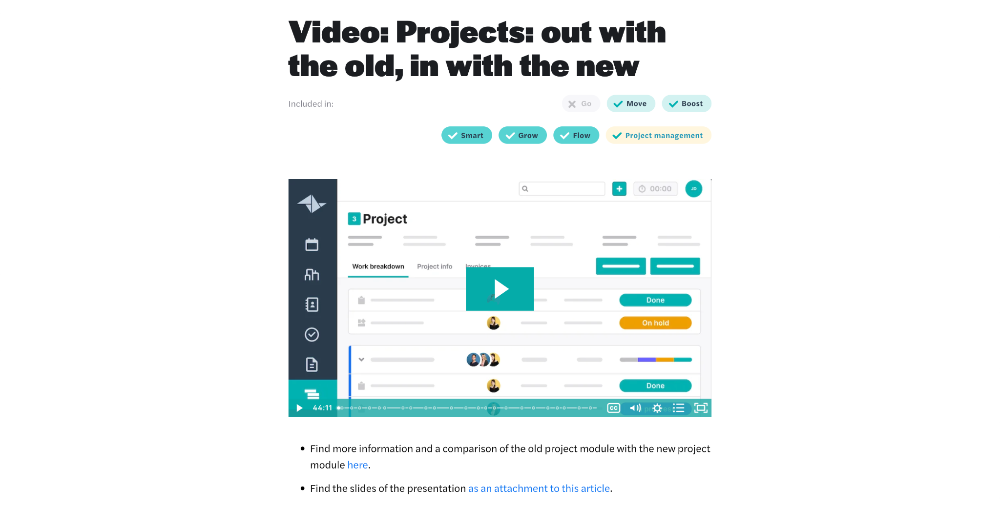 Video: Projects: out with
the old, in with the new
Included in:
Go
Move
Boost
Smart
Grow
Flow
Project management
00:00
JD
3 Project
Work breakdown
Project info
Invoices
Done
On hold
Done
44:11
CC
Find more information and a comparison of the old project module with the new project
module here.
Find the slides of the presentation as an attachment to this article.